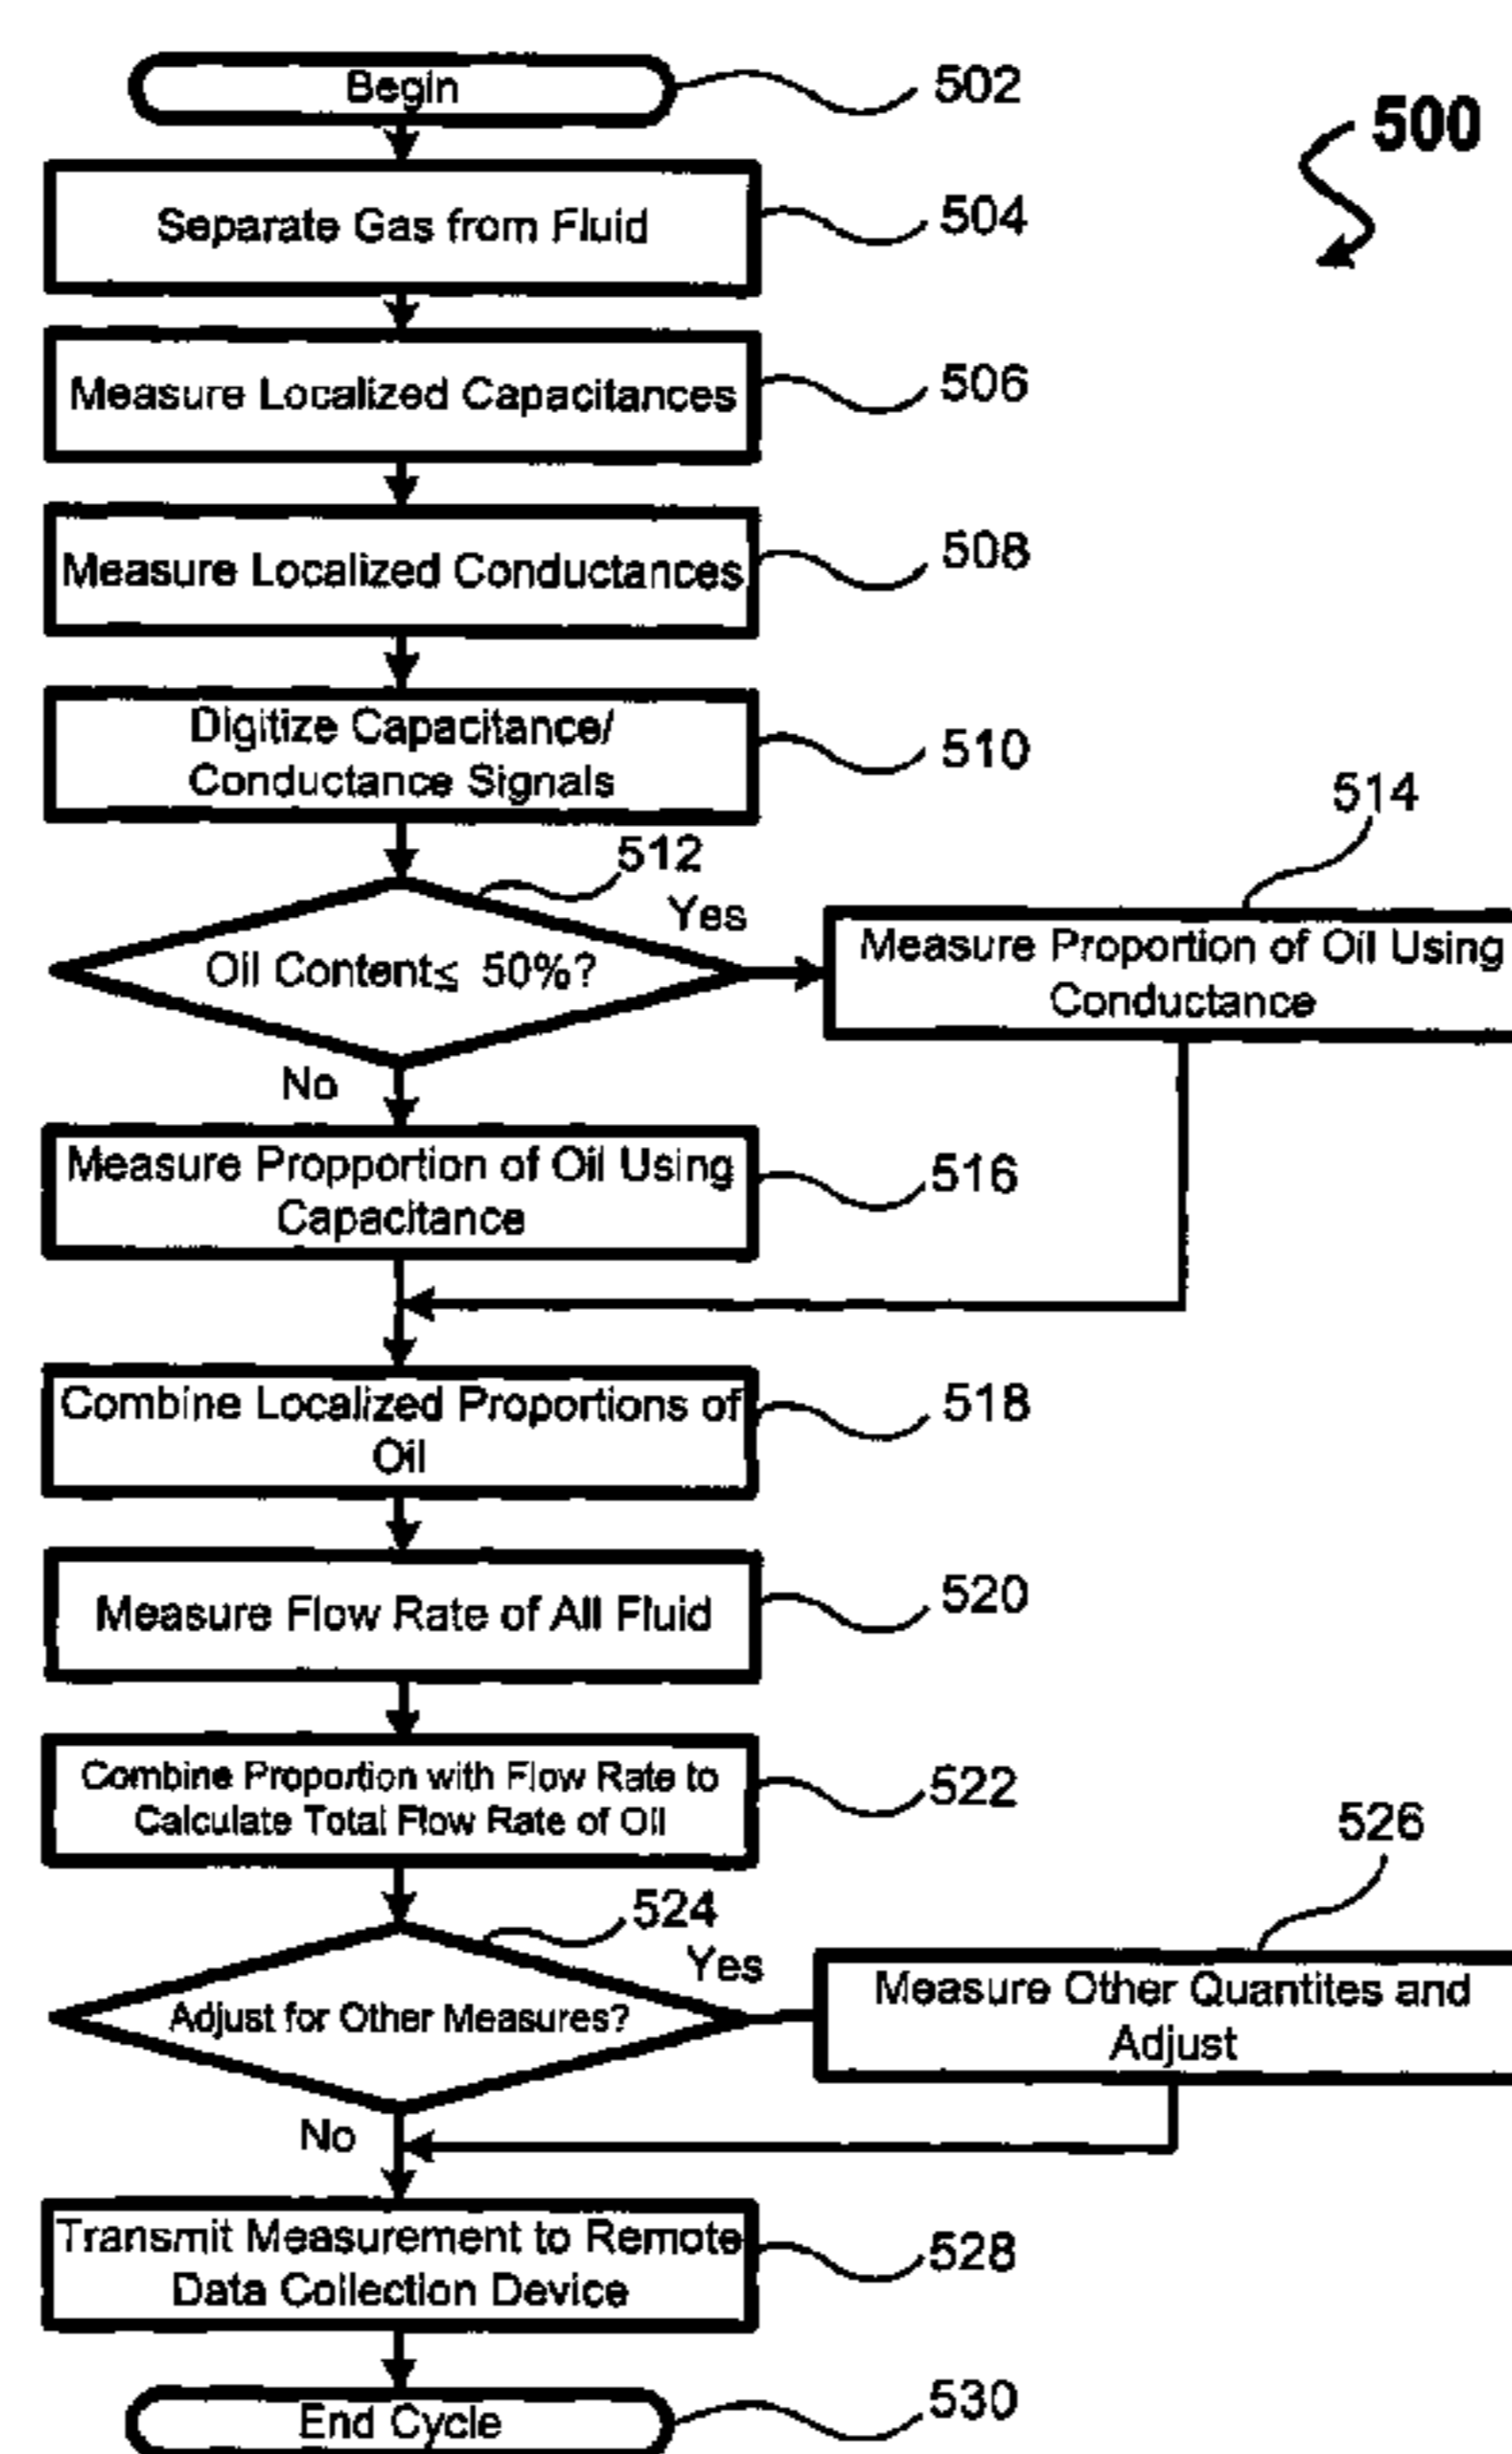 Begin
502
500
Separate Gas from Fluid
504
Measure Localized Capacitances
506
Measure Localized Conductances
508
Digitize Capacitance/
Conductance Signals
510
512
Oil Content≤ 50%?
Yes
No
514
Measure Proportion of Oil Using
Conductance
Measure Propportion of Oil Using
Capacitance
516
Combine Localized Proportions of
Oil
518
Measure Flow Rate of All Fluid
520
Combine Proportion with Flow Rate to
Calculate Total Flow Rate of Oil
522
524
Adjust for Other Measures?
Yes
No
526
Measure Other Quantites and
Adjust
Transmit Measurement to Remote
Data Collection Device
528
End Cycle
530